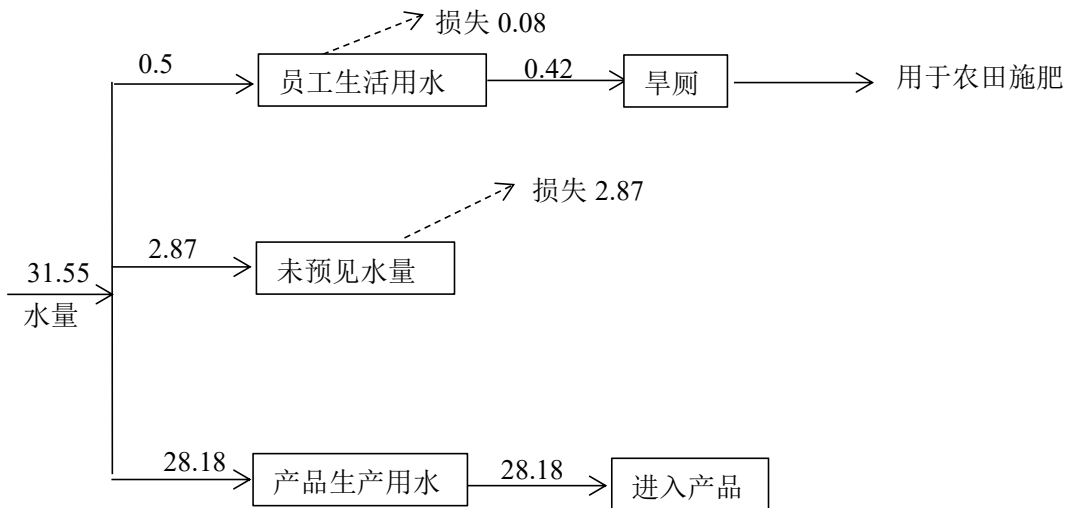 损失 0.08
0.5
员工生活用水
0.42
旱厕
用于农田施肥
损失 2.87
2.87
未预见水量
31.55
水量
28.18
产品生产用水
28.18
进入产品